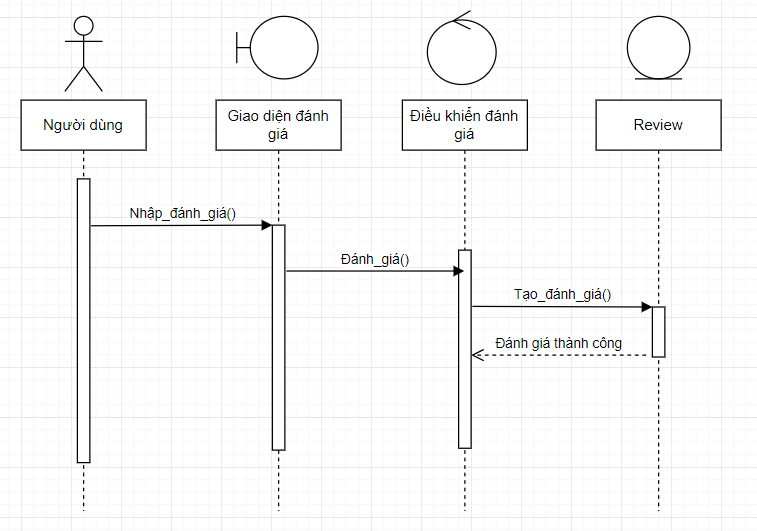 Người dùng
Giao diện đánh
giá
Điều khiển đánh
giá
Review
Nhập_đánh_giá()
Đánh_giá()
Tạo_đánh_giá()
Đánh giá thành công